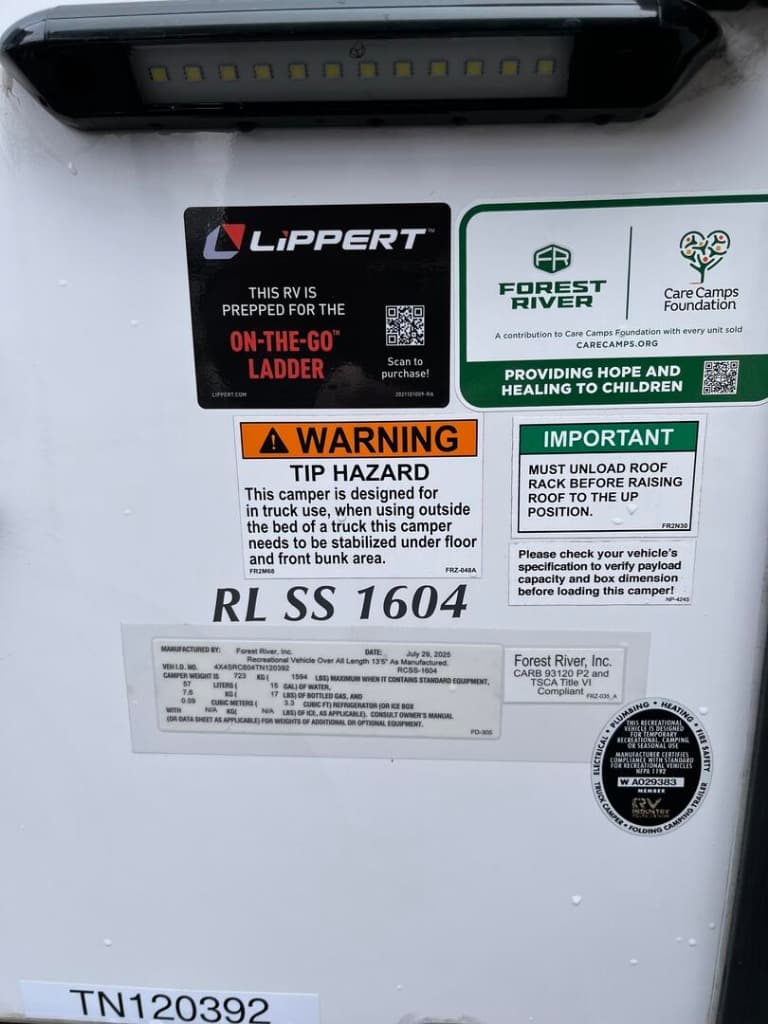 LiPPERT™
THIS RV IS
PREPPED FOR THE
ON-THE-GO™
LADDER
Scan to
purchase!
LIPPERT.COM
FR
FOREST
RIVER
Care Camps
Foundation
A contribution to Care Camps Foundation with every unit sold
CARECAMPS.ORG
PROVIDING HOPE AND
HEALING TO CHILDREN
WARNING
TIP HAZARD
This camper is designed for
in truck use, when using outside
the bed of a truck this camper
needs to be stabilized under floor
and front bunk area.
FR2M68 FRZ-048A
IMPORTANT
MUST UNLOAD ROOF
RACK BEFORE RAISING
ROOF TO THE UP
POSITION.
FR2N30
Please check your vehicle's
specification to verify payload
capacity and box dimension
before loading this camper!
NP-4245
RL SS 1604
MANUFACTURED BY: Forest River, Inc. DATE: July 29, 2025
Recreational Vehicle Over All Length 13'5" As Manufactured.
VEH I.D. NO. 4X4SRC604TN120392 RCSS-1604
CAMPER WEIGHT IS 723 KG ( 1594 LBS) MAXIMUM WHEN IT CONTAINS STANDARD EQUIPMENT,
57 LITERS ( 15 GAL) OF WATER,
7.6 KG ( 17 LBS) OF BOTTLED GAS, AND
0.09 CUBIC METERS ( 3.3 CUBIC FT) REFRIGERATOR (OR ICE BOX
WITH N/A KG( N/A LBS) OF ICE, AS APPLICABLE). CONSULT OWNER'S MANUAL
(OR DATA SHEET AS APPLICABLE) FOR WEIGHTS OF ADDITIONAL OR OPTIONAL EQUIPMENT.
FD-305
Forest River, Inc.
CARB 93120 P2 and
TSCA Title VI
Compliant FRZ-035_A
ELECTRICAL • PLUMBING • HEATING • FIRE SAFETY
THIS RECREATIONAL
VEHICLE IS DESIGNED
FOR TEMPORARY
RECREATIONAL, CAMPING
OR SEASONAL USE
MANUFACTURER CERTIFIES
COMPLIANCE WITH STANDARD
FOR RECREATIONAL VEHICLES
NFPA 1192
W A029383
MEMBER
RV
INDUSTRY
ASSOCIATION
TRUCK CAMPER • FOLDING CAMPING TRAILER
TN120392